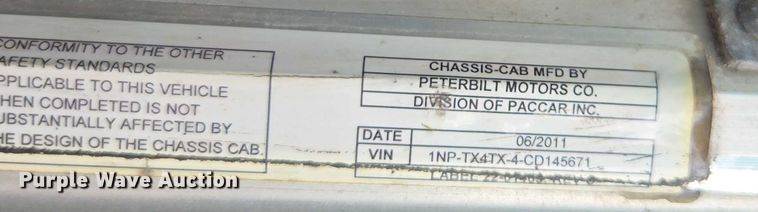 CONFORMITY TO THE OTHER
AFETY STANDARDS
APPLICABLE TO THIS VEHICLE
HEN COMPLETED IS NOT
UBSTANTIALLY AFFECTED BY
HE DESIGN OF THE CHASSIS CAB.
CHASSIS-CAB MFD BY
PETERBILT MOTORS CO.
DIVISION OF PACCAR INC.
DATE 06/2011
VIN 1NP-TX4TX-4-CD145671
LABEL
Purple Wave Auction